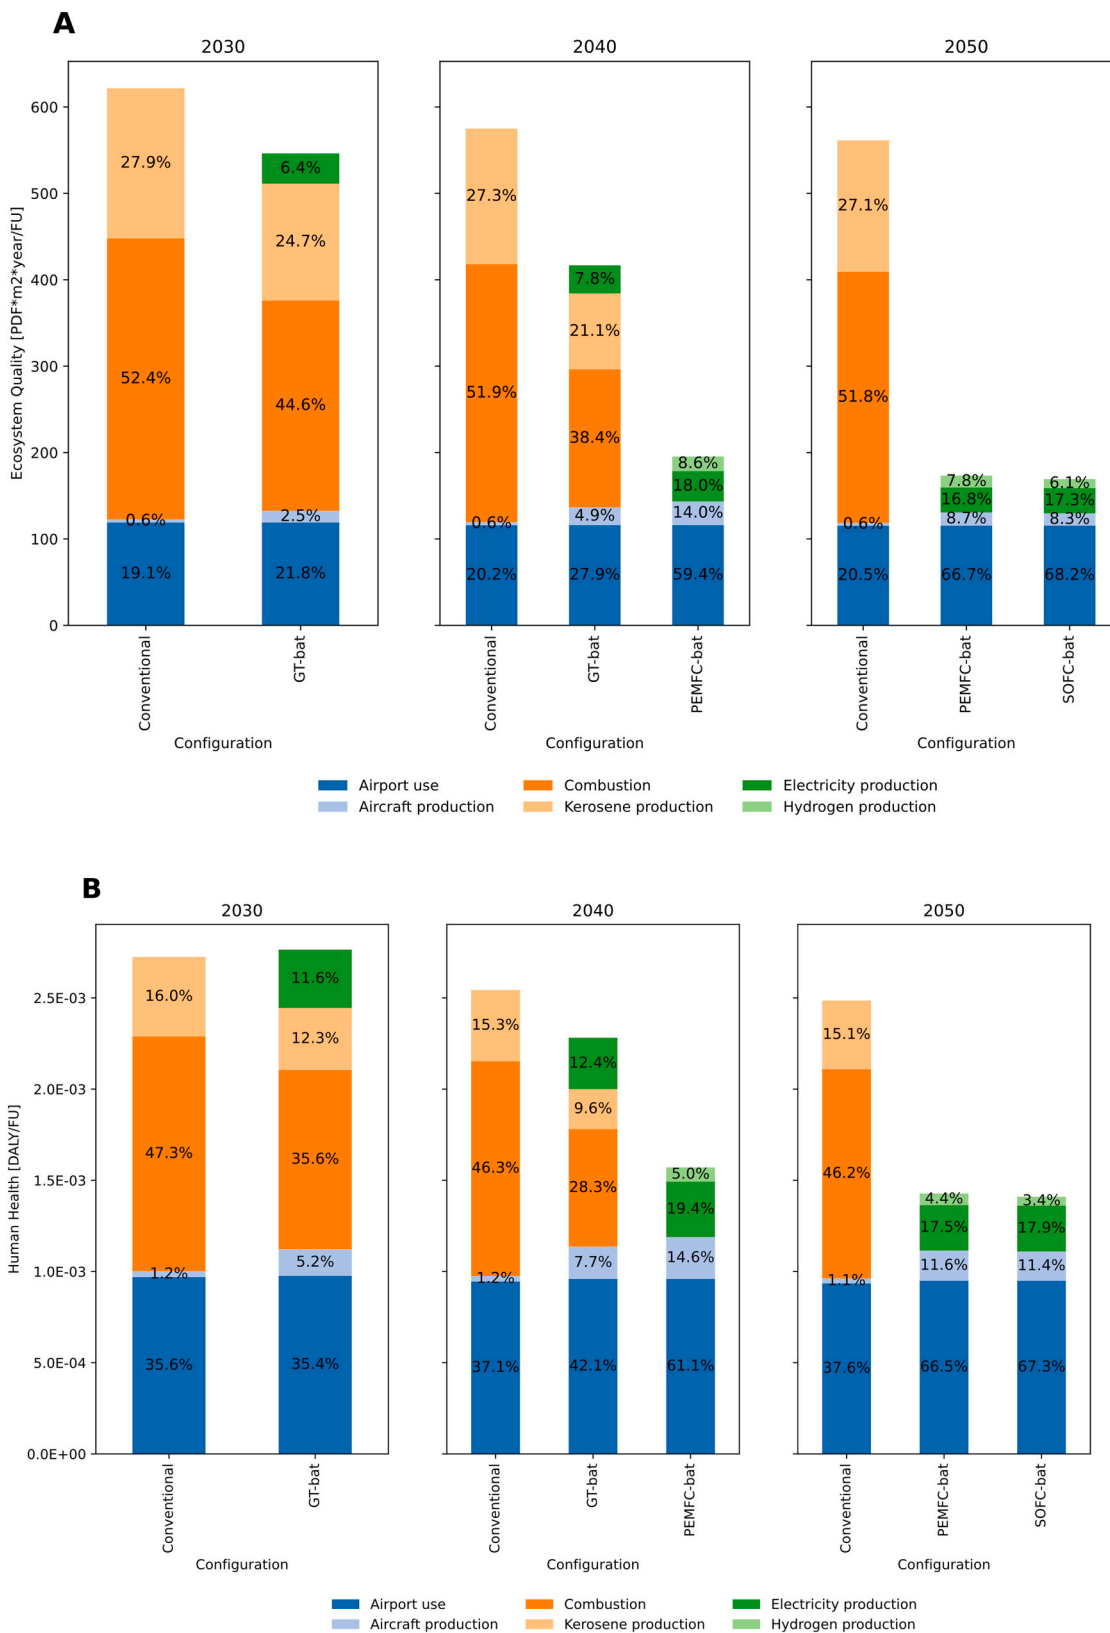 A
2030 2040 2050
Ecosystem Quality [PDF*m2*year/FU]
600
500
400
300
200
100
0
27.9%
52.4%
0.6%
19.1%
6.4%
24.7%
44.6%
2.5%
21.8%
27.3%
51.9%
0.6%
20.2%
7.8%
21.1%
38.4%
4.9%
27.9%
8.6%
18.0%
14.0%
59.4%
27.1%
51.8%
0.6%
20.5%
7.8%
16.8%
8.7%
66.7%
6.1%
17.3%
8.3%
68.2%
Conventional
GT-bat
Conventional
GT-bat
PEMFC-bat
Conventional
PEMFC-bat
SOFC-bat
Configuration Configuration Configuration
Airport use Combustion Electricity production
Aircraft production Kerosene production Hydrogen production
B
2030 2040 2050
Human Health [DALY/FU]
2.5E-03
2.0E-03
1.5E-03
1.0E-03
5.0E-04
0.0E+00
16.0%
47.3%
1.2%
35.6%
11.6%
12.3%
35.6%
5.2%
35.4%
15.3%
46.3%
1.2%
37.1%
12.4%
9.6%
28.3%
7.7%
42.1%
5.0%
19.4%
14.6%
61.1%
15.1%
46.2%
1.1%
37.6%
4.4%
17.5%
11.6%
66.5%
3.4%
17.9%
11.4%
67.3%
Conventional
GT-bat
Conventional
GT-bat
PEMFC-bat
Conventional
PEMFC-bat
SOFC-bat
Configuration Configuration Configuration
Airport use Combustion Electricity production
Aircraft production Kerosene production Hydrogen production